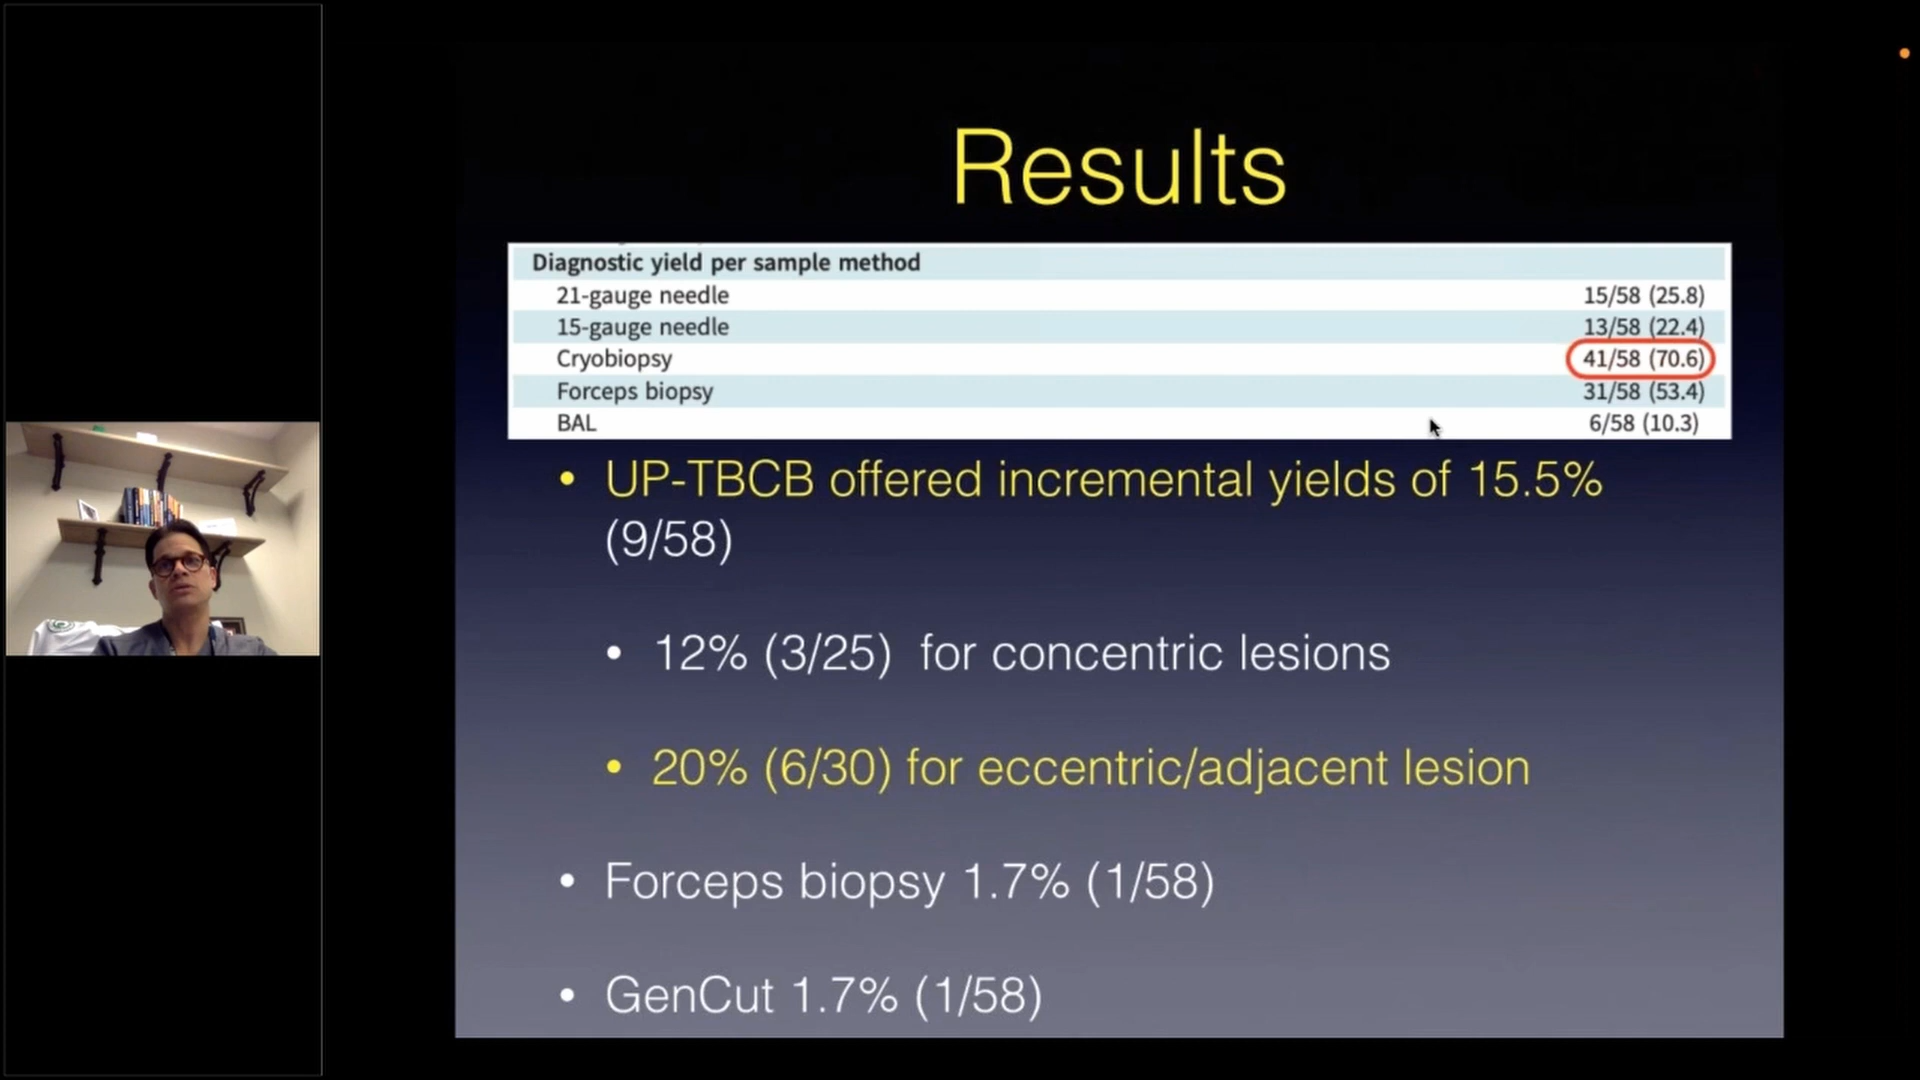 Results
Diagnostic yield per sample method
21-gauge needle 15/58 (25.8)
15-gauge needle 13/58 (22.4)
Cryobiopsy 41/58 (70.6)
Forceps biopsy 31/58 (53.4)
BAL 6/58 (10.3)
• UP-TBCB offered incremental yields of 15.5%
(9/58)
• 12% (3/25) for concentric lesions
• 20% (6/30) for eccentric/adjacent lesion
• Forceps biopsy 1.7% (1/58)
• GenCut 1.7% (1/58)